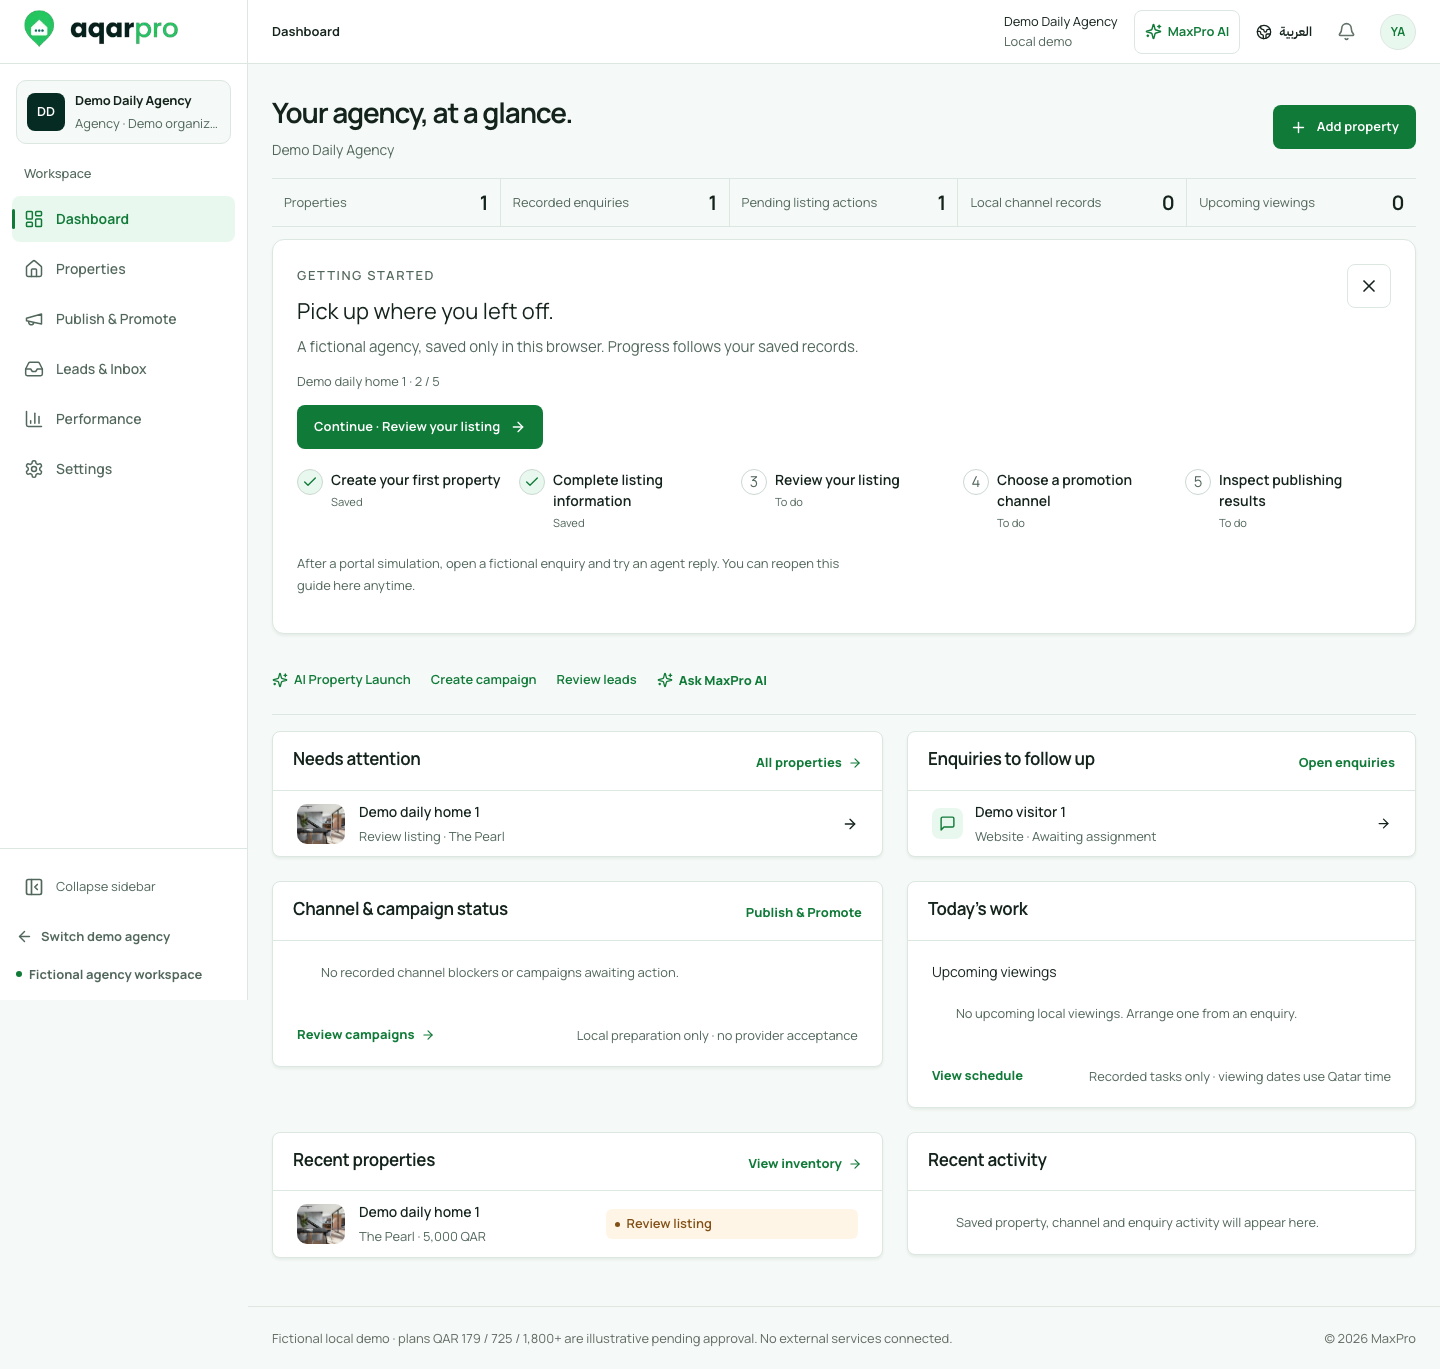 aqarpro
Dashboard
Demo Daily Agency
Local demo
MaxPro AI
العربية
YA
DD
Demo Daily Agency
Agency · Demo organiz...
Workspace
Dashboard
Properties
Publish & Promote
Leads & Inbox
Performance
Settings
Collapse sidebar
Switch demo agency
Fictional agency workspace
Your agency, at a glance.
Demo Daily Agency
Add property
Properties 1
Recorded enquiries 1
Pending listing actions 1
Local channel records 0
Upcoming viewings 0
GETTING STARTED
Pick up where you left off.
A fictional agency, saved only in this browser. Progress follows your saved records.
Demo daily home 1 · 2 / 5
Continue · Review your listing
Create your first property
Saved
Complete listing
information
Saved
3 Review your listing
To do
4 Choose a promotion
channel
To do
5 Inspect publishing
results
To do
After a portal simulation, open a fictional enquiry and try an agent reply. You can reopen this
guide here anytime.
AI Property Launch
Create campaign
Review leads
Ask MaxPro AI
Needs attention
All properties
Demo daily home 1
Review listing · The Pearl
Enquiries to follow up
Open enquiries
Demo visitor 1
Website · Awaiting assignment
Channel & campaign status
Publish & Promote
No recorded channel blockers or campaigns awaiting action.
Review campaigns
Local preparation only · no provider acceptance
Today's work
Upcoming viewings
No upcoming local viewings. Arrange one from an enquiry.
View schedule
Recorded tasks only · viewing dates use Qatar time
Recent properties
View inventory
Demo daily home 1
The Pearl · 5,000 QAR
Review listing
Recent activity
Saved property, channel and enquiry activity will appear here.
Fictional local demo · plans QAR 179 / 725 / 1,800+ are illustrative pending approval. No external services connected.
© 2026 MaxPro